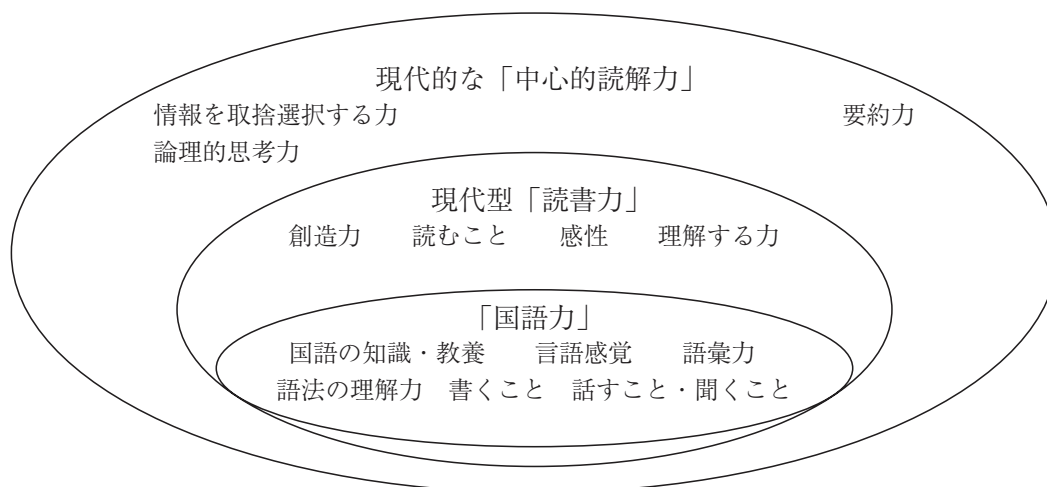 現代的な「中心的読解力」
情報を取捨選択する力 要約力
論理的思考力
現代型「読書力」
創造力 読むこと 感性 理解する力
「国語力」
国語の知識・教養 言語感覚 語彙力
語法の理解力 書くこと 話すこと・聞くこと